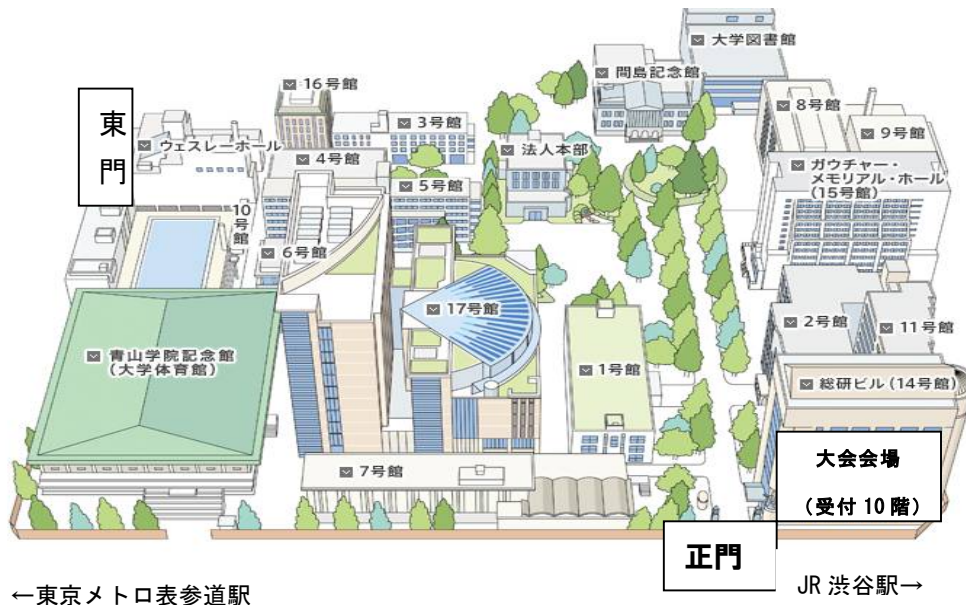 大学図書館
間島記念館
16号館
8号館
東門
3号館
9号館
ウェスレーホール
法人本部
4号館
ガウチャー・
メモリアル・ホール
(15号館)
5号館
10号館
6号館
17号館
2号館
11号館
青山学院記念館
(大学体育館)
1号館
総研ビル(14号館)
7号館
大会会場
(受付10階)
正門
←東京メトロ表参道駅
JR渋谷駅→